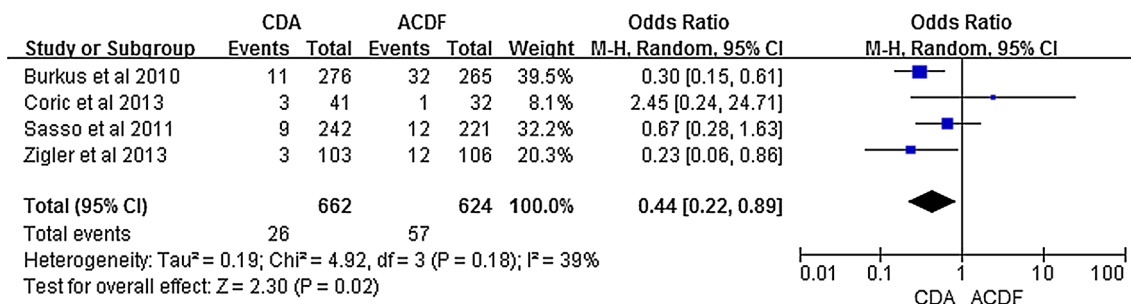 CDA ACDF Odds Ratio Odds Ratio
Study or Subgroup Events Total Events Total Weight M-H, Random, 95% CI M-H, Random, 95% CI
Burkus et al 2010 11 276 32 265 39.5% 0.30 [0.15, 0.61]
Coric et al 2013 3 41 1 32 8.1% 2.45 [0.24, 24.71]
Sasso et al 2011 9 242 12 221 32.2% 0.67 [0.28, 1.63]
Zigler et al 2013 3 103 12 106 20.3% 0.23 [0.06, 0.86]
Total (95% CI) 662 624 100.0% 0.44 [0.22, 0.89]
Total events 26 57
Heterogeneity: Tau² = 0.19; Chi² = 4.92, df = 3 (P = 0.18); I² = 39%
Test for overall effect: Z = 2.30 (P = 0.02)
0.01 0.1 1 10 100
CDA ACDF